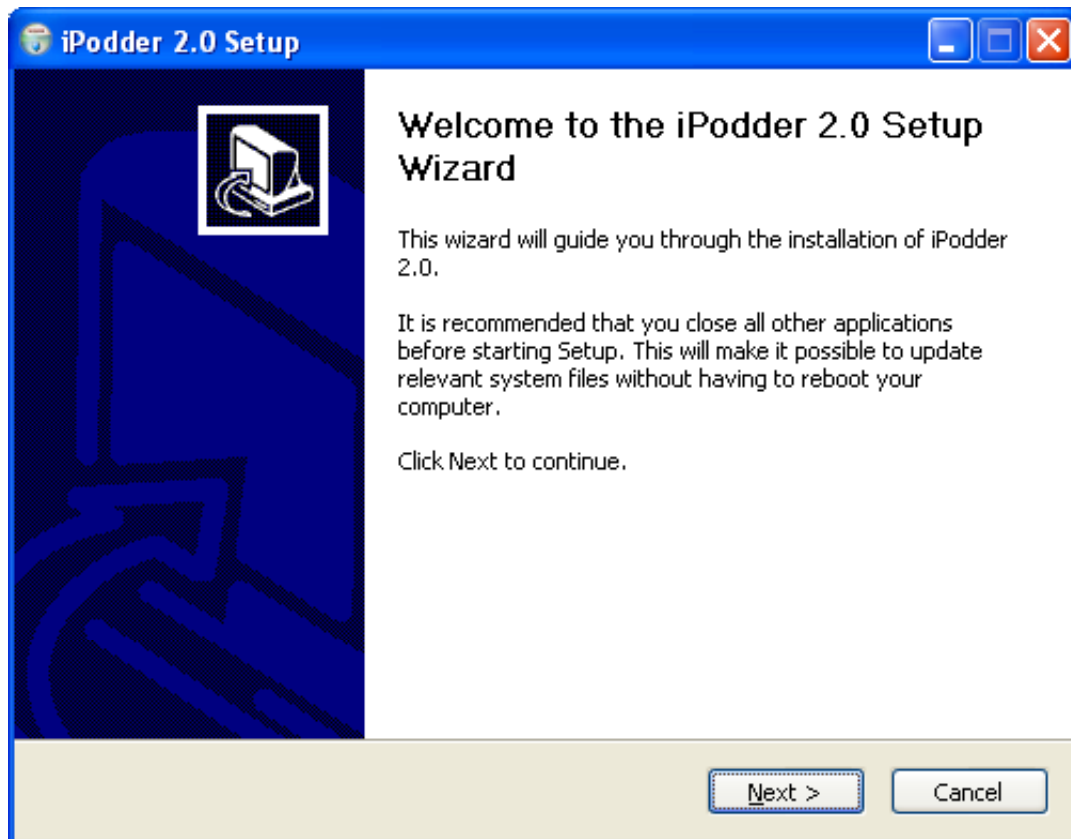 iPodder 2.0 Setup
Welcome to the iPodder 2.0 Setup
Wizard
This wizard will guide you through the installation of iPodder
2.0.
It is recommended that you close all other applications
before starting Setup. This will make it possible to update
relevant system files without having to reboot your
computer.
Click Next to continue.
Next >
Cancel